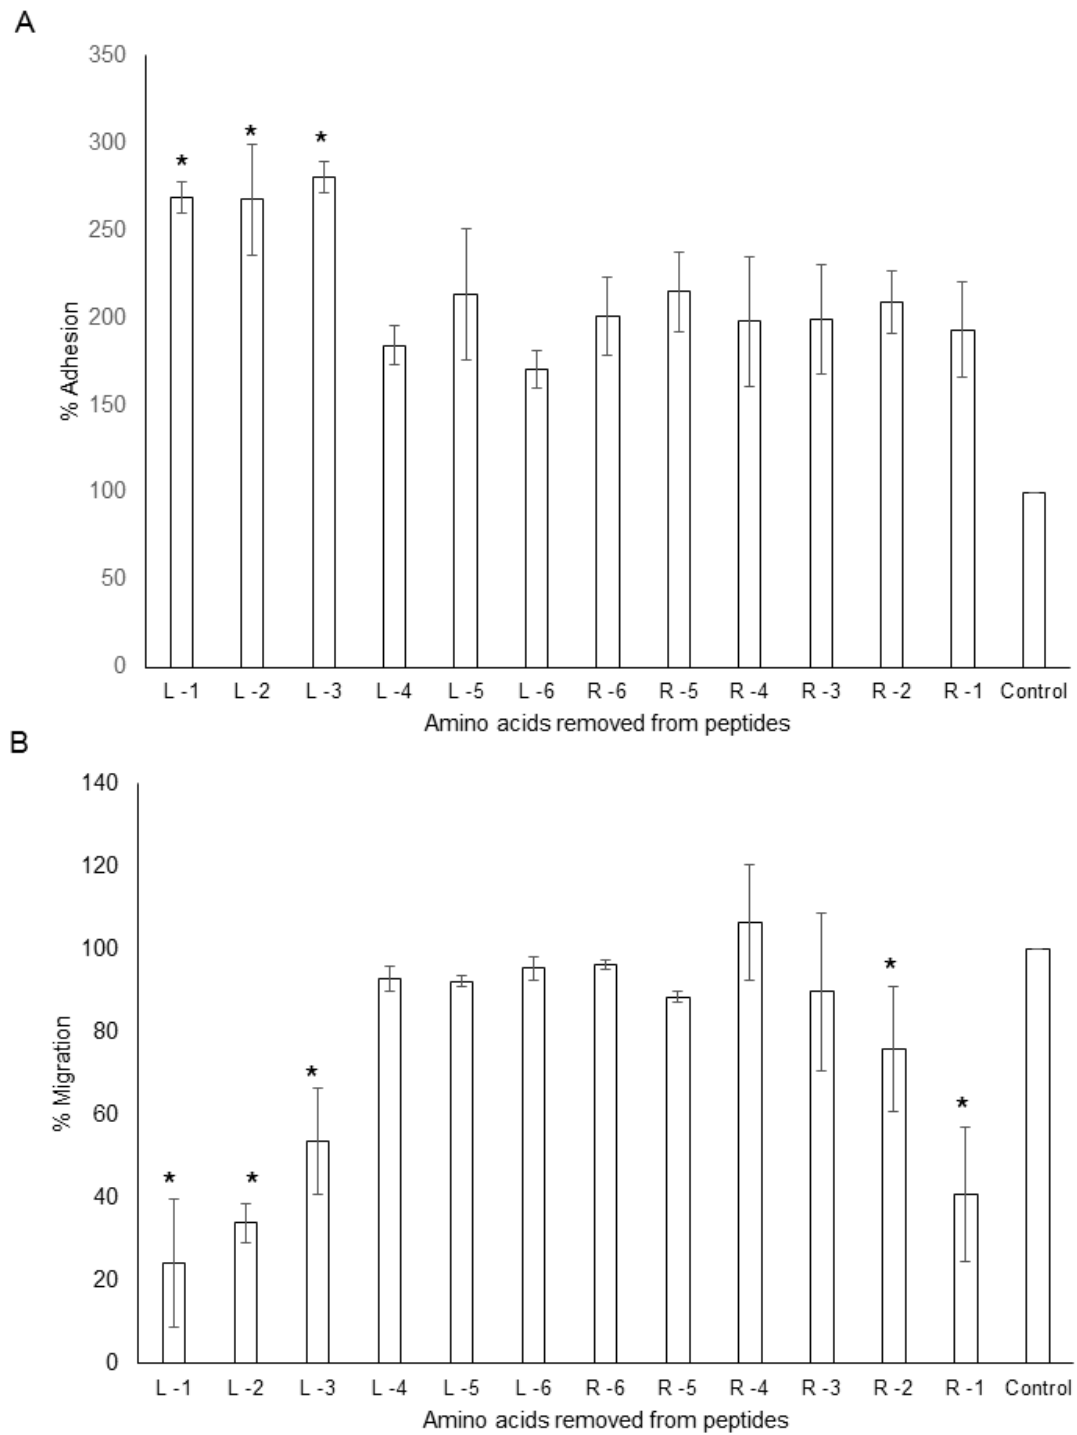 A
350
300
250
200
150
100
50
0
% Adhesion
* * *
L -1 L -2 L -3 L -4 L -5 L -6 R -6 R -5 R -4 R -3 R -2 R -1 Control
Amino acids removed from peptides
B
140
120
100
80
60
40
20
0
% Migration
* * * * *
L -1 L -2 L -3 L -4 L -5 L -6 R -6 R -5 R -4 R -3 R -2 R -1 Control
Amino acids removed from peptides